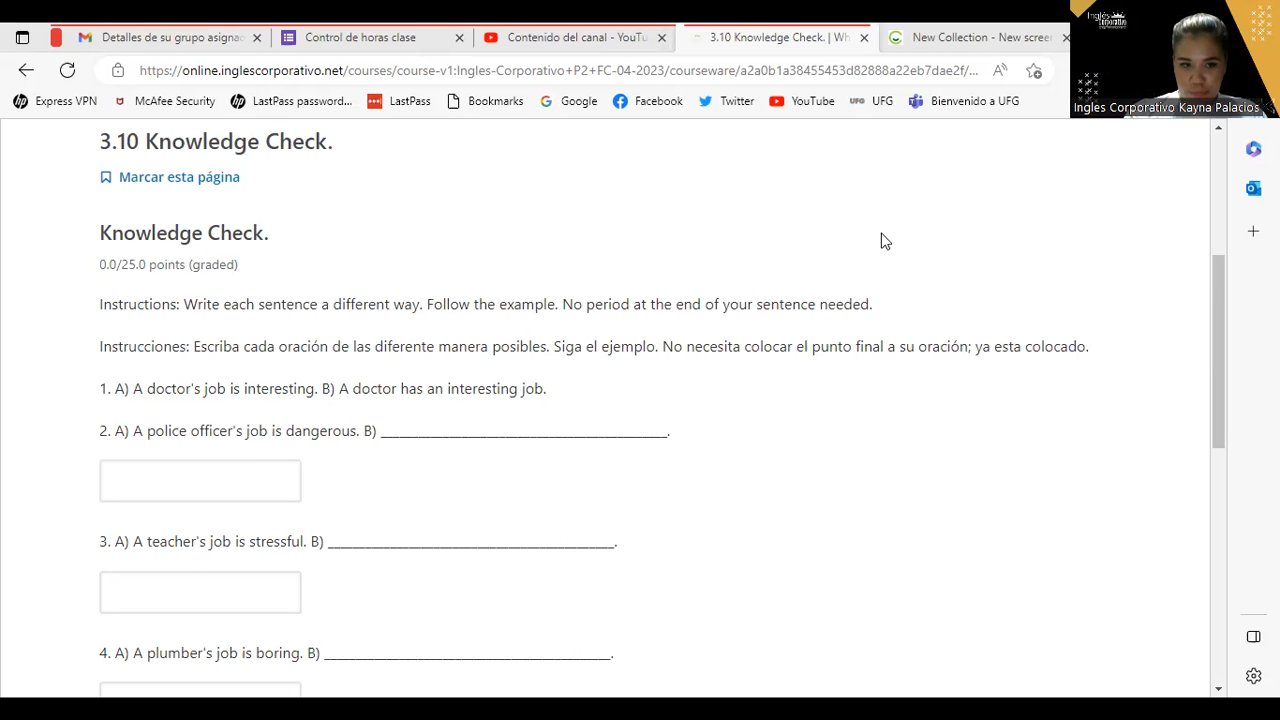 Detalles de su grupo asignac
Control de horas clase
Contenido del canal - YouTu
3.10 Knowledge Check. | Wh
New Collection - New screen
https://online.inglescorporativo.net/courses/course-v1:Ingles-Corporativo+P2+FC-04-2023/courseware/a2a0b1a38455453d82888a22eb7dae2f/...
Express VPN
McAfee Security
LastPass password...
LastPass
Bookmarks
Google
Facebook
Twitter
YouTube
UFG
UFG
Bienvenido a UFG
Inglés
Ingles Corporativo Kayna Palacios
3.10 Knowledge Check.
Marcar esta página
Knowledge Check.
0.0/25.0 points (graded)
Instructions: Write each sentence a different way. Follow the example. No period at the end of your sentence needed.
Instrucciones: Escriba cada oración de las diferente manera posibles. Siga el ejemplo. No necesita colocar el punto final a su oración; ya esta colocado.
1. A) A doctor's job is interesting. B) A doctor has an interesting job.
2. A) A police officer's job is dangerous. B) ________________________________________.
3. A) A teacher's job is stressful. B) ________________________________________.
4. A) A plumber's job is boring. B) ________________________________________.